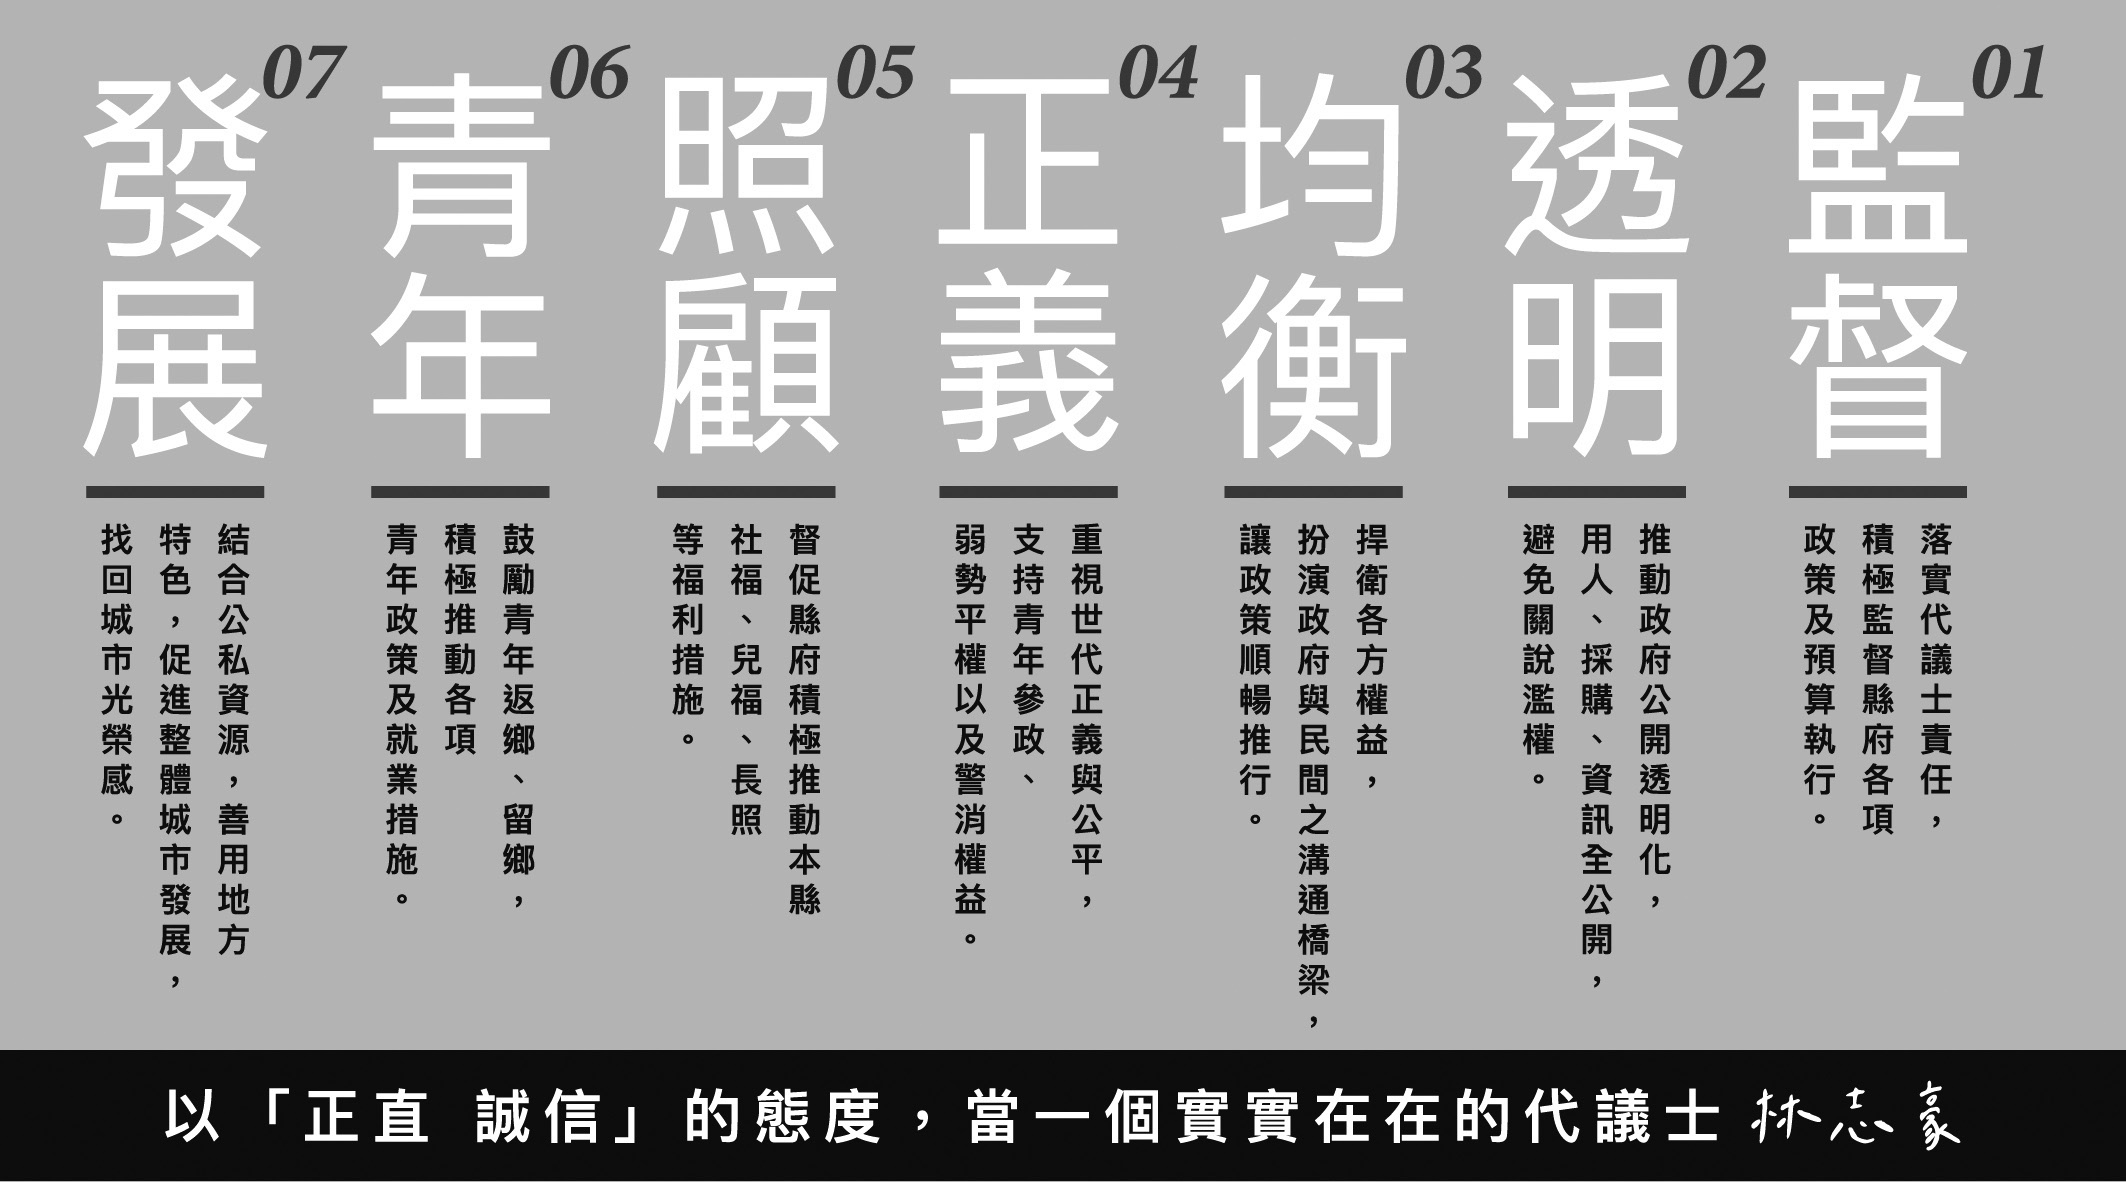 01
監督
落實代議士責任，
積極監督縣府各項
政策及預算執行。
02
透明
推動政府公開透明化，
用人、採購、資訊全公開，
避免關說濫權。
03
均衡
捍衛各方權益，
扮演政府與民間之溝通橋梁，
讓政策順暢推行。
04
正義
重視世代正義與公平，
支持青年參政、
弱勢平權以及警消權益。
05
照顧
督促縣府積極推動本縣
社福、兒福、長照
等福利措施。
06
青年
鼓勵青年返鄉、留鄉，
積極推動各項
青年政策及就業措施。
07
發展
結合公私資源，善用地方
特色，促進整體城市發展，
找回城市光榮感。
以「正直 誠信」的態度，當一個實實在在的代議士 林志豪